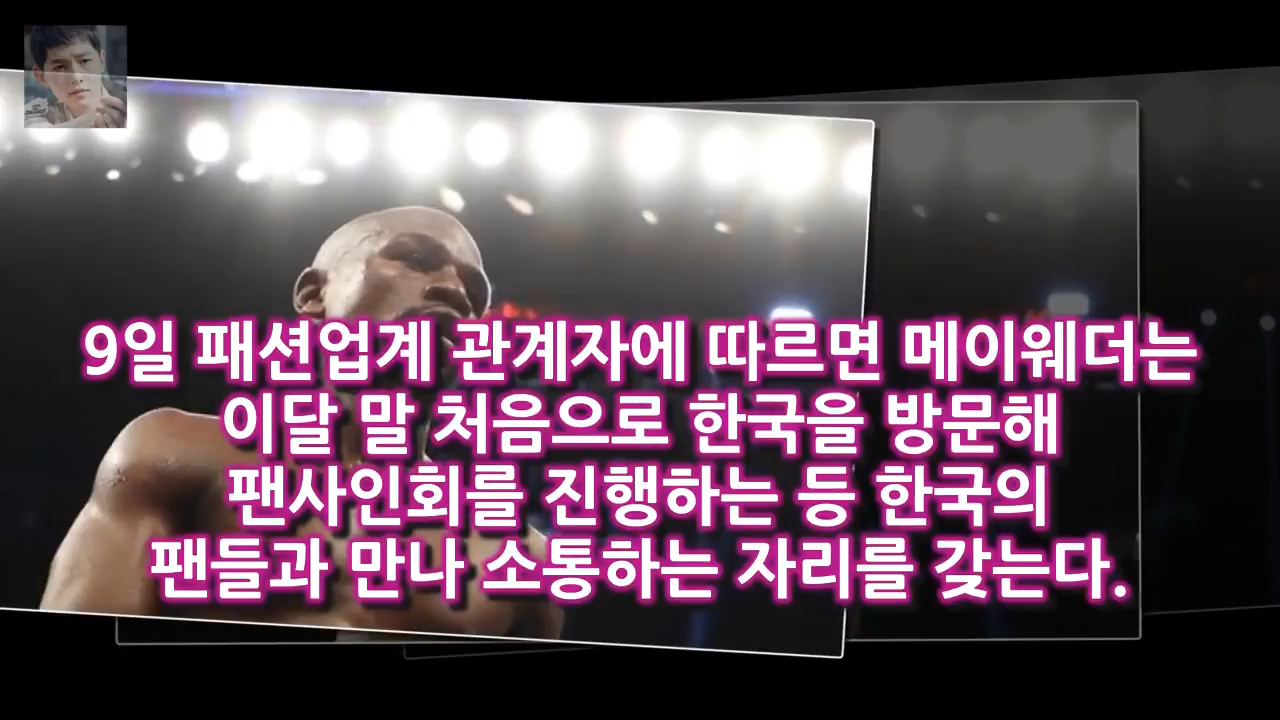 9일 패션업계 관계자에 따르면 메이웨더는
이달 말 처음으로 한국을 방문해
팬사인회를 진행하는 등 한국의
팬들과 만나 소통하는 자리를 갖는다.